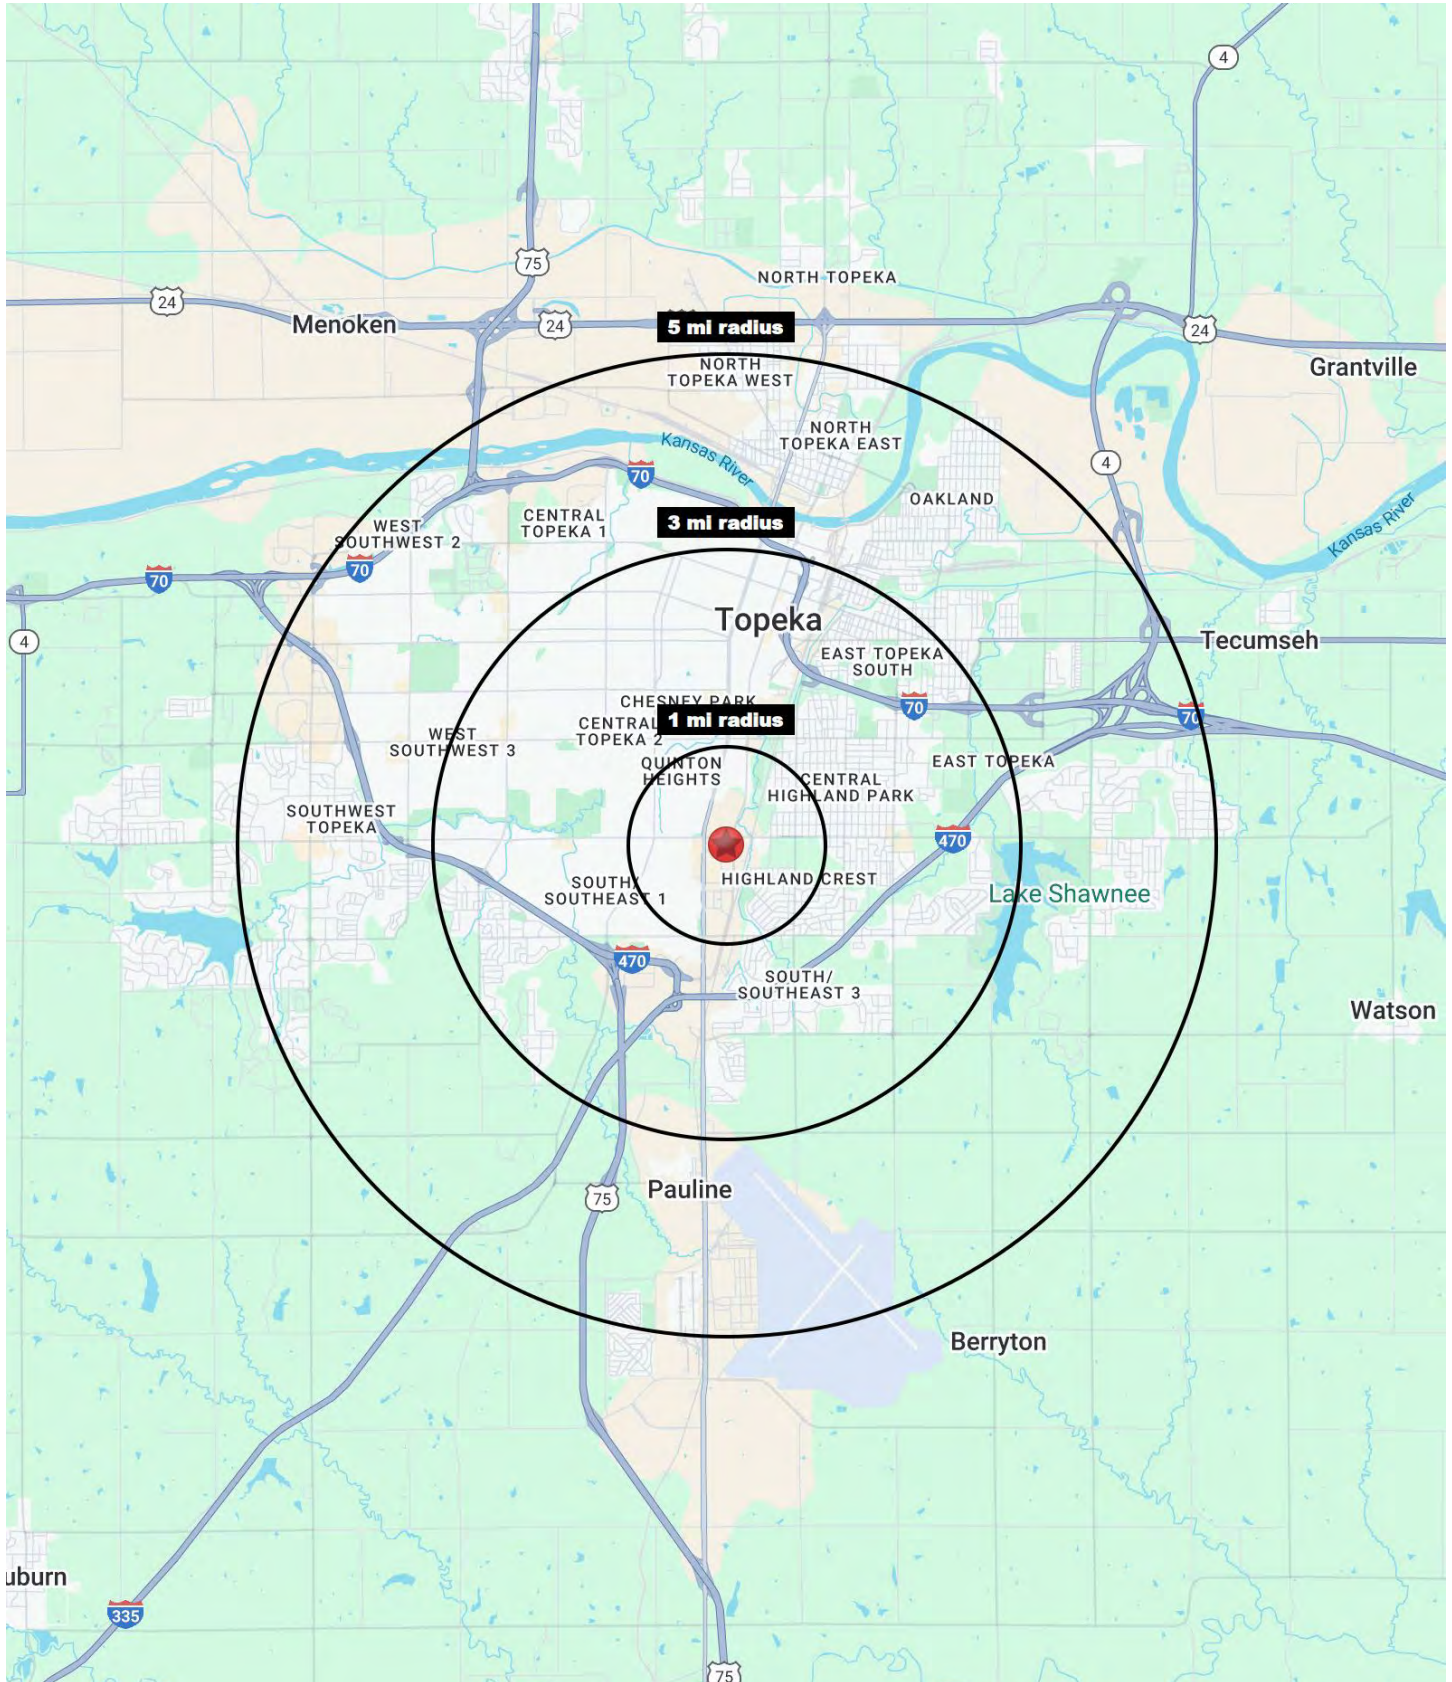 4
75
NORTH TOPEKA
24
Menoken
24
5 mi radius
24
Grantville
NORTH
TOPEKA WEST
NORTH
TOPEKA EAST
Kansas River
4
70
OAKLAND
CENTRAL
TOPEKA 1
3 mi radius
WEST
SOUTHWEST 2
Kansas River
70
70
Topeka
4
Tecumseh
EAST TOPEKA
SOUTH
CHESNEY PARK
70
70
1 mi radius
CENTRAL
TOPEKA 2
WEST
SOUTHWEST 3
QUINTON
HEIGHTS
EAST TOPEKA
CENTRAL
HIGHLAND PARK
SOUTHWEST
TOPEKA
470
HIGHLAND CREST
SOUTH/
SOUTHEAST 1
Lake Shawnee
470
SOUTH/
SOUTHEAST 3
Watson
Pauline
75
Berryton
uburn
335
75